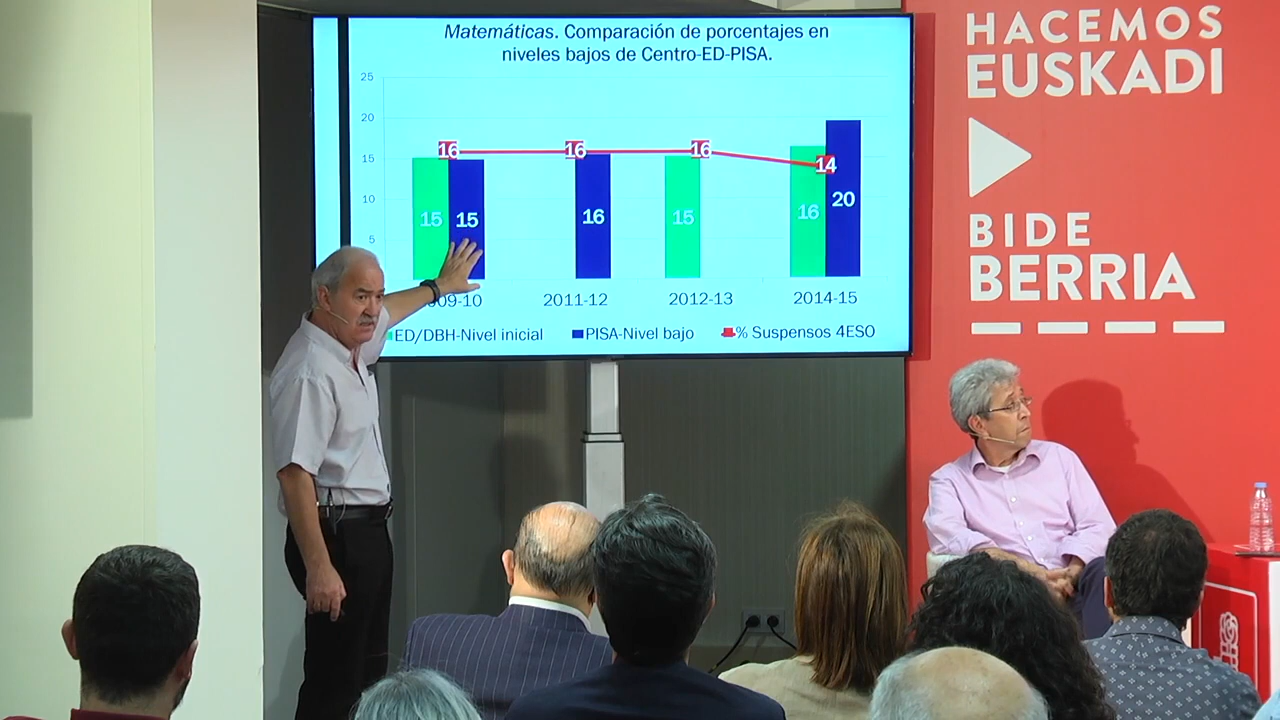 Matemáticas. Comparación de porcentajes en
niveles bajos de Centro-ED-PISA.
25
20
15
10
5
16
16
16
14
15
15
16
15
16
20
09-10
2011-12
2012-13
2014-15
ED/DBH-Nivel inicial
PISA-Nivel bajo
% Suspensos 4ESO
HACEMOS
EUSKADI
BIDE
BERRIA